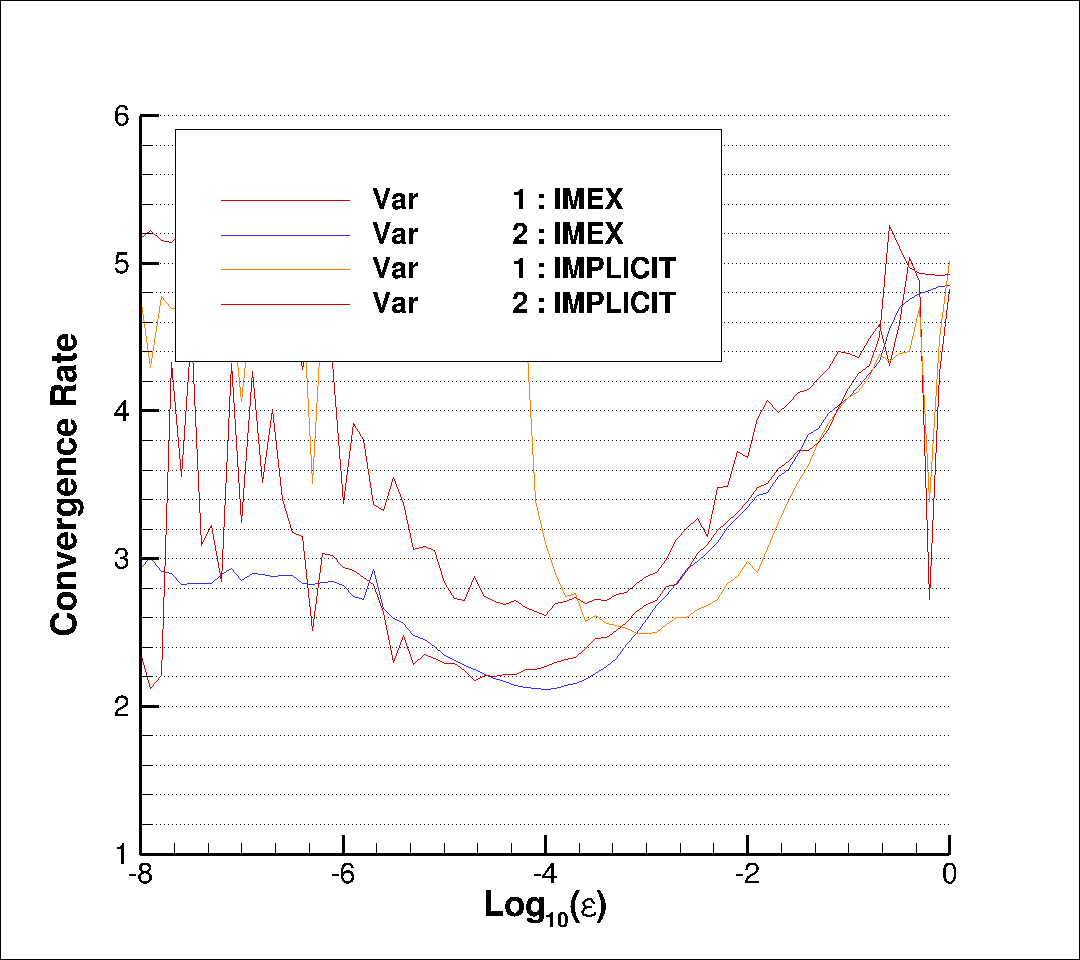 6
Var 1 : IMEX
Var 2 : IMEX
Var 1 : IMPLICIT
Var 2 : IMPLICIT
5
4
3
2
1
Convergence Rate
-8 -6 -4 -2 0
Log10(ε)